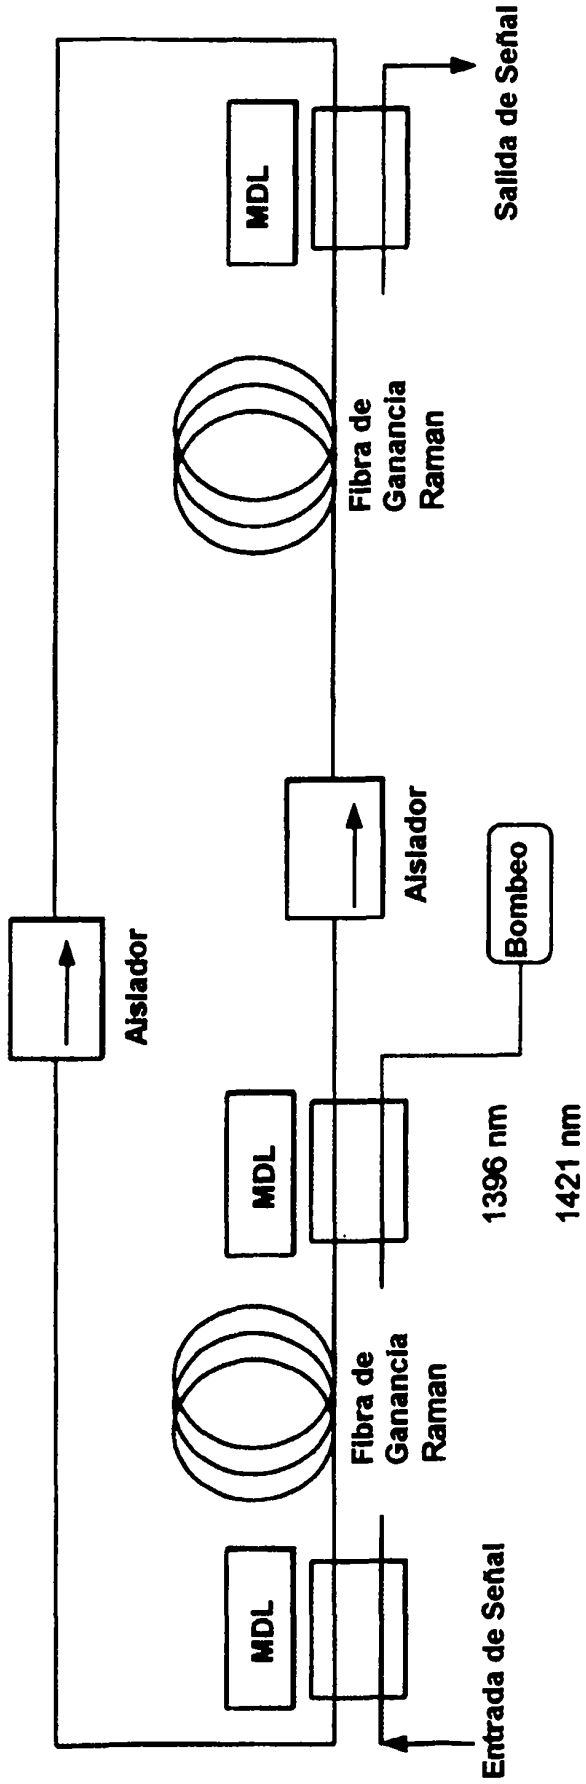 Aislador
MDL
MDL
MDL
Fibra de
Ganancia
Raman
Fibra de
Ganancia
Raman
Aislador
Entrada de Señal
1396 nm
1421 nm
Bombeo
Salida de Señal